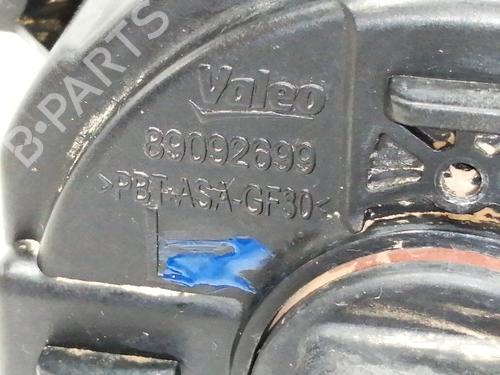 Valeo
89092699
>PBT-ASA-GF30<
B-PARTS